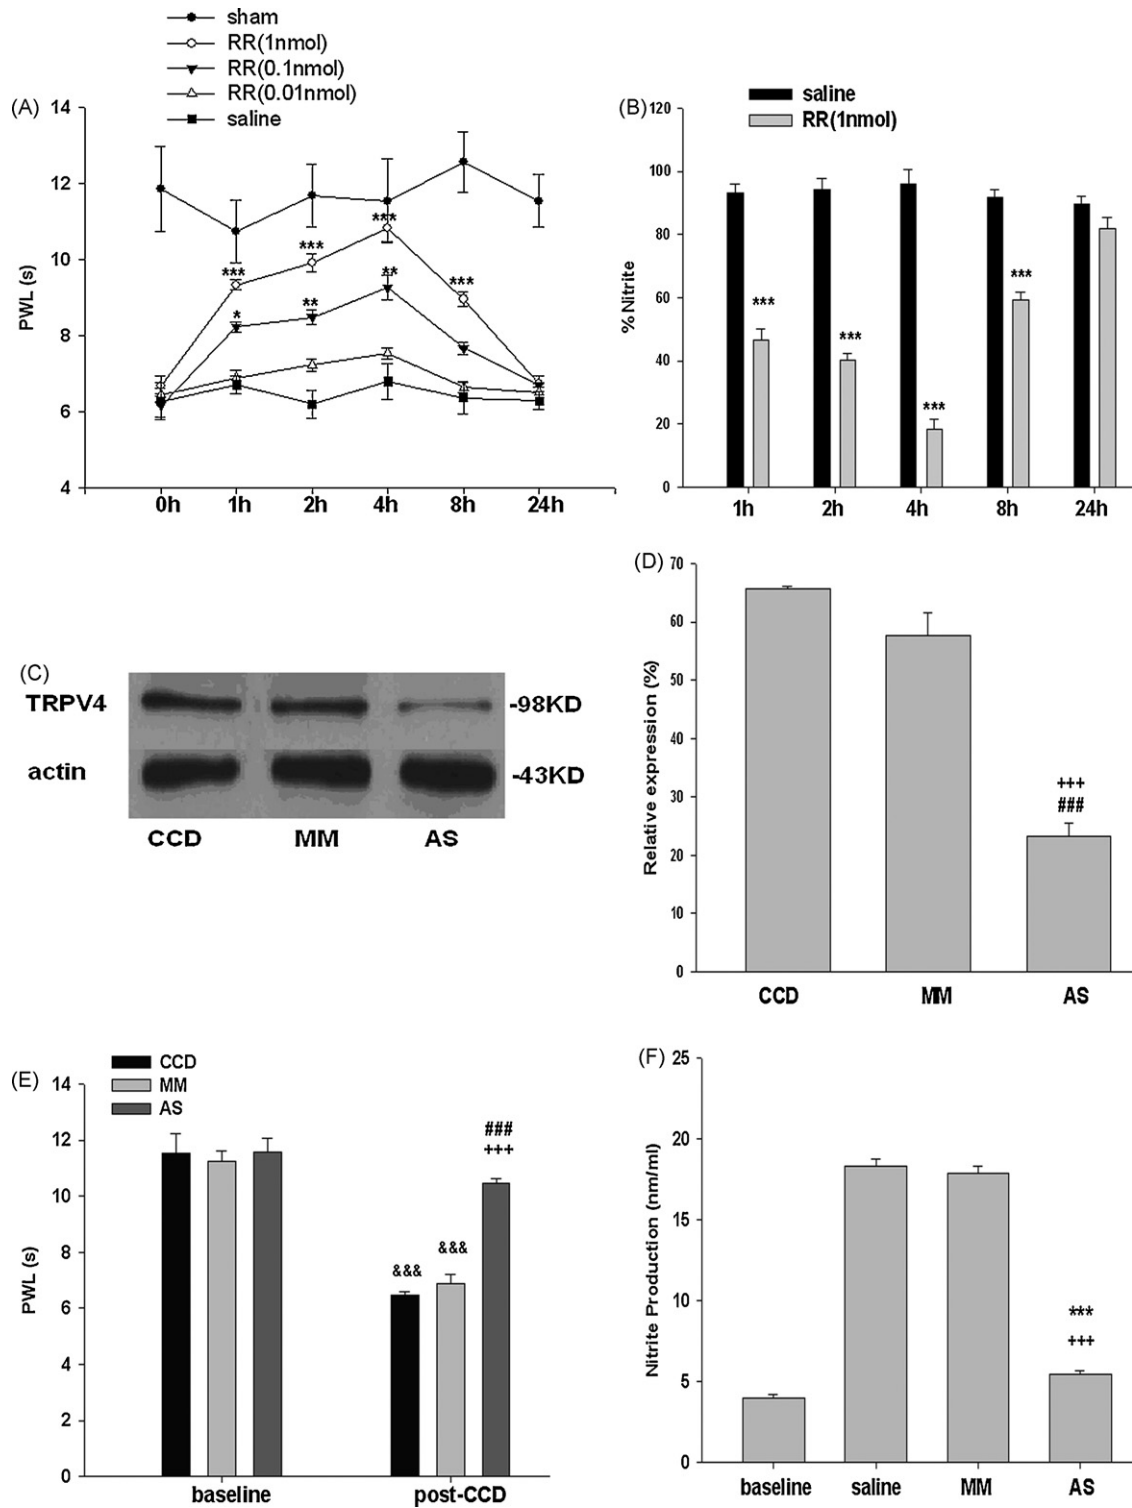 sham
RR(1nmol)
RR(0.1nmol)
RR(0.01nmol)
saline
(A)
14
12
10
8
6
4
PWL (s)
***
***
***
***
*
**
**
0h 1h 2h 4h 8h 24h
(B)
saline
RR(1nmol)
120
100
80
60
40
20
0
% Nitrite
***
***
***
***
1h 2h 4h 8h 24h
(C)
TRPV4 -98KD
actin -43KD
CCD MM AS
(D)
70
60
50
40
30
20
10
0
Relative expression (%)
+++
###
CCD MM AS
(E)
CCD
MM
AS
14
12
10
8
6
4
2
0
PWL (s)
###
+++
&&&
&&&
baseline post-CCD
(F)
25
20
15
10
5
0
Nitrite Production (nm/ml)
***
+++
baseline saline MM AS